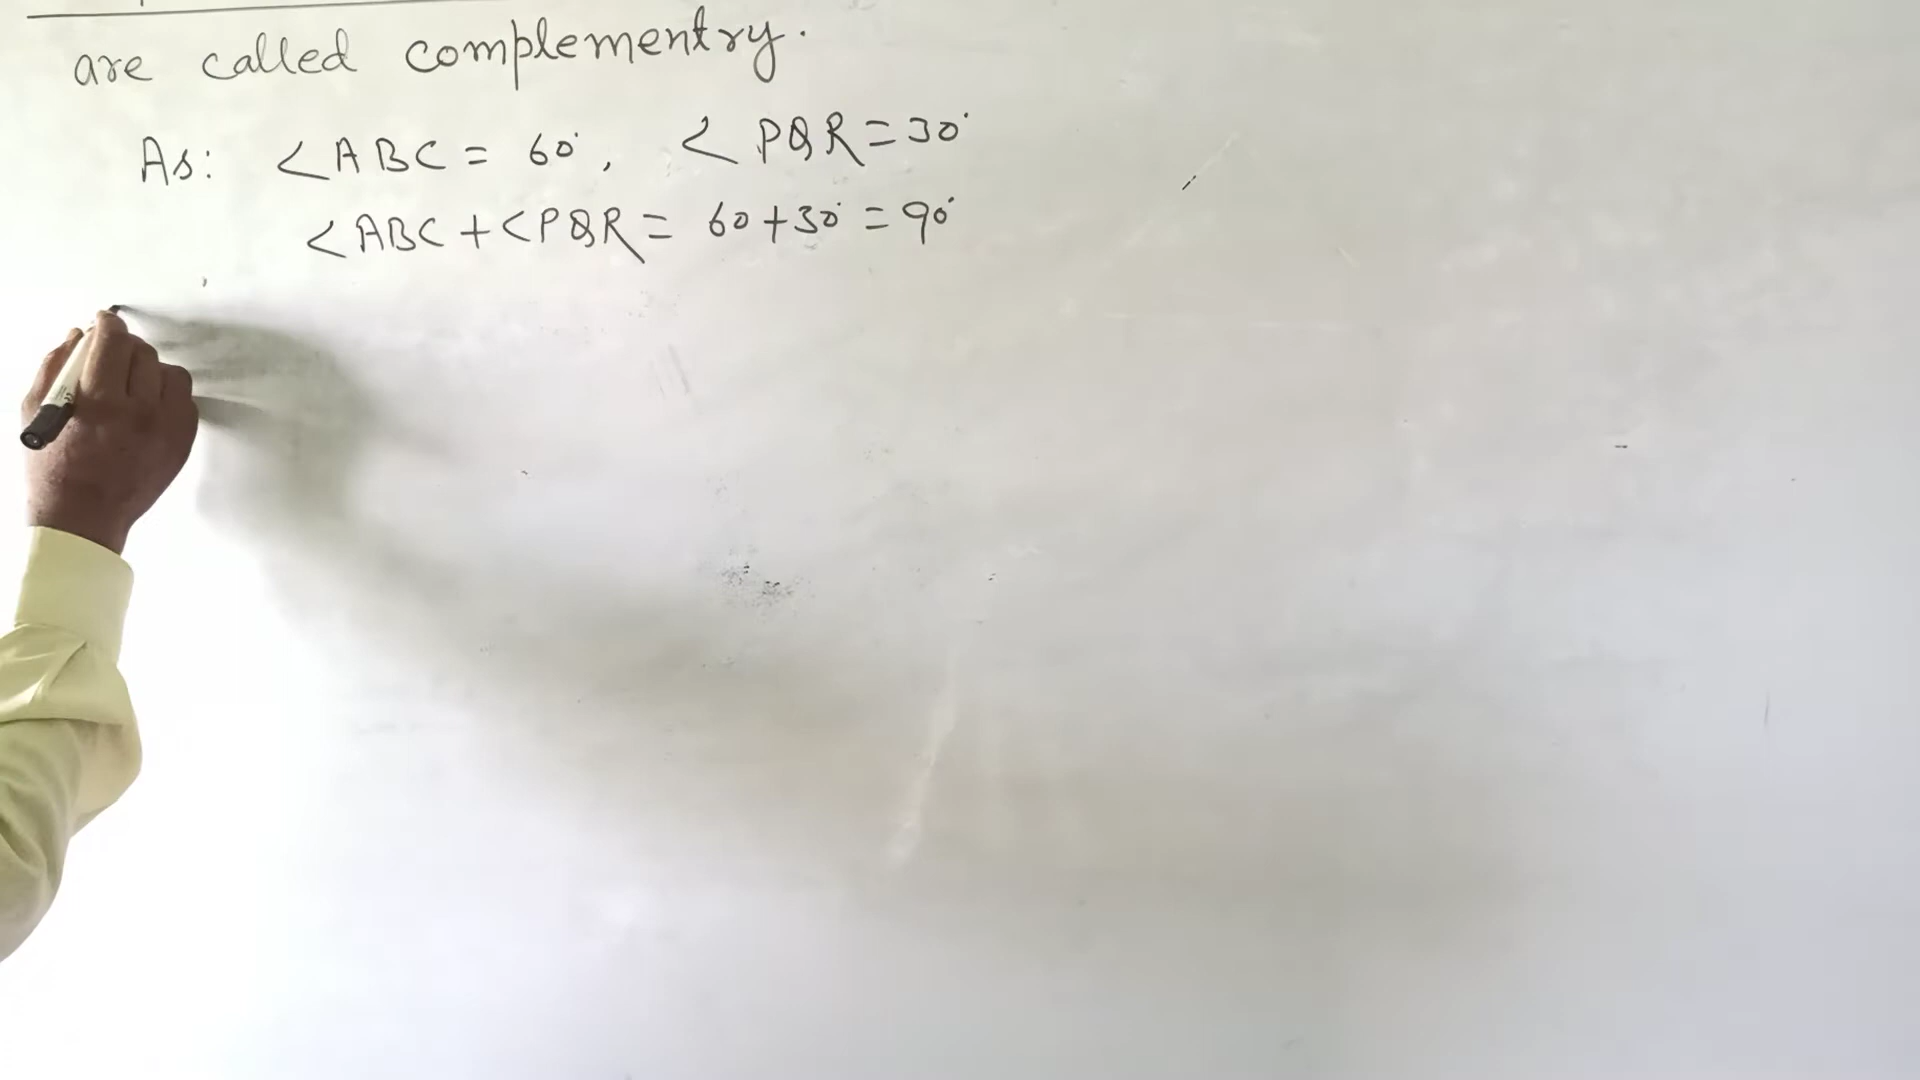 are called complementry.
As: <ABC = 60°, <PQR = 30°
<ABC + <PQR = 60+30° = 90°